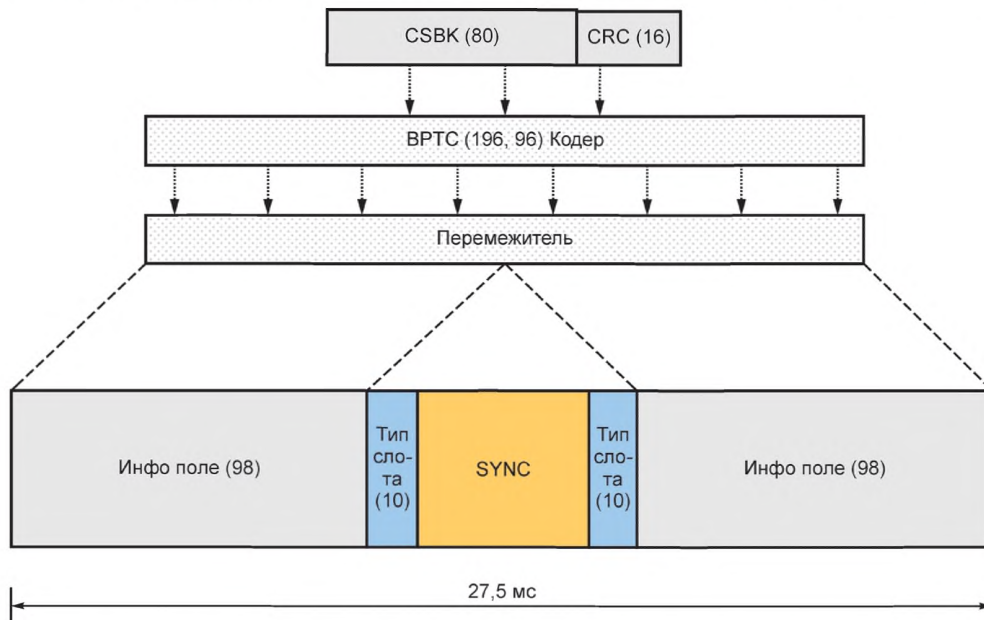 CSBK (80)
CRC (16)
BPTC (196, 96) Кодер
Перемежитель
Инфо поле (98)
Тип
сло-
та
(10)
SYNC
Тип
сло-
та
(10)
Инфо поле (98)
27,5 мс